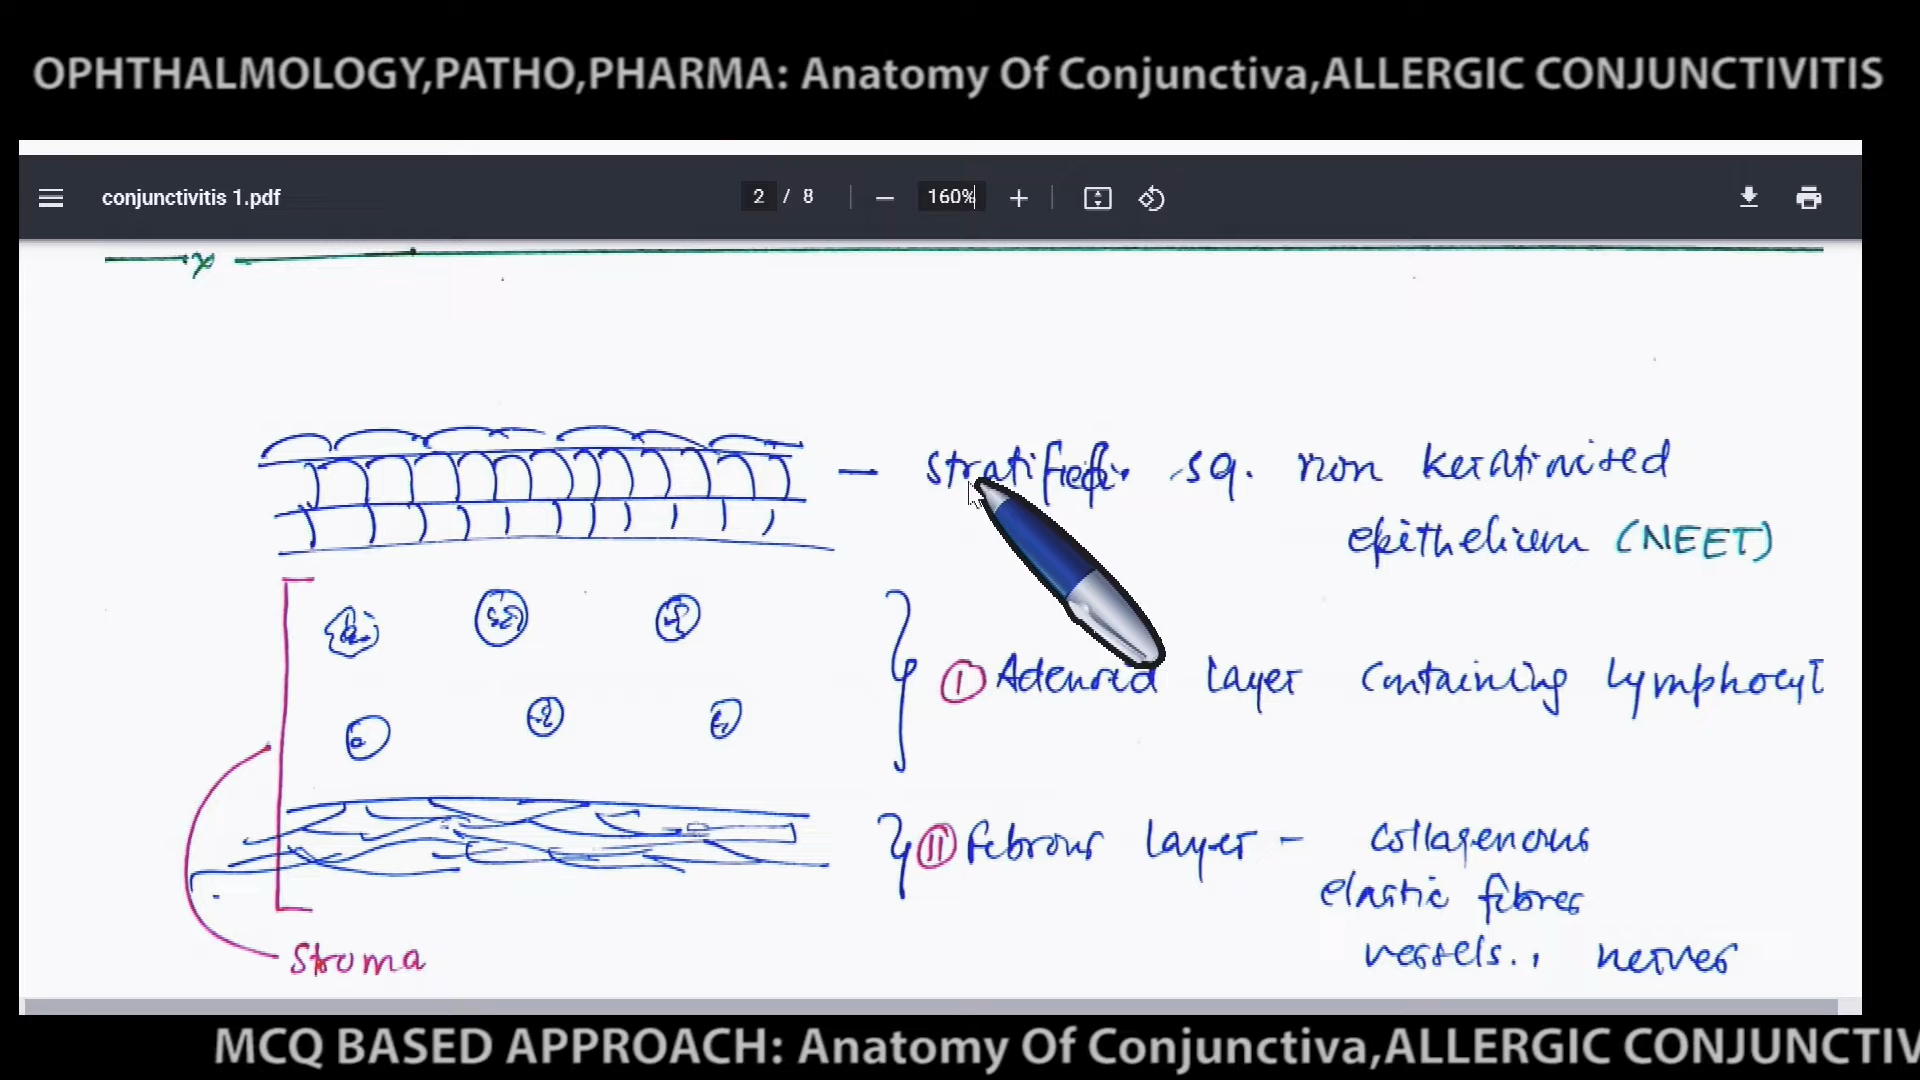 OPHTHALMOLOGY,PATHO,PHARMA: Anatomy Of Conjunctiva,ALLERGIC CONJUNCTIVITIS
conjunctivitis 1.pdf 2 / 8 160%
x
stratified sq. non keratinised
epithelium (NEET)
I Adenoid layer containing lymphocyt
II Fibrous layer - collagenous
elastic fibres
vessels., nerves
Stroma
MCQ BASED APPROACH: Anatomy Of Conjunctiva,ALLERGIC CONJUNCTIV